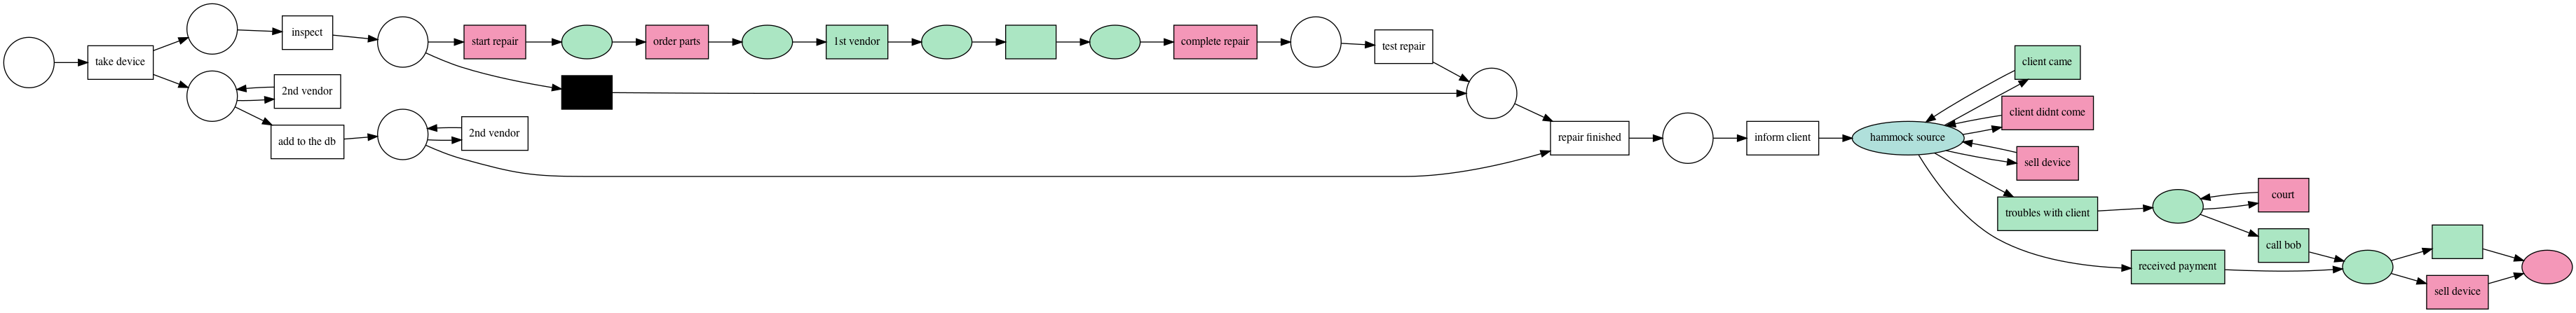 take device
inspect
2nd vendor
add to the db
start repair
order parts
1st vendor
complete repair
test repair
2nd vendor
repair finished
inform client
hammock source
client came
client didnt come
sell device
troubles with client
received payment
court
call bob
sell device